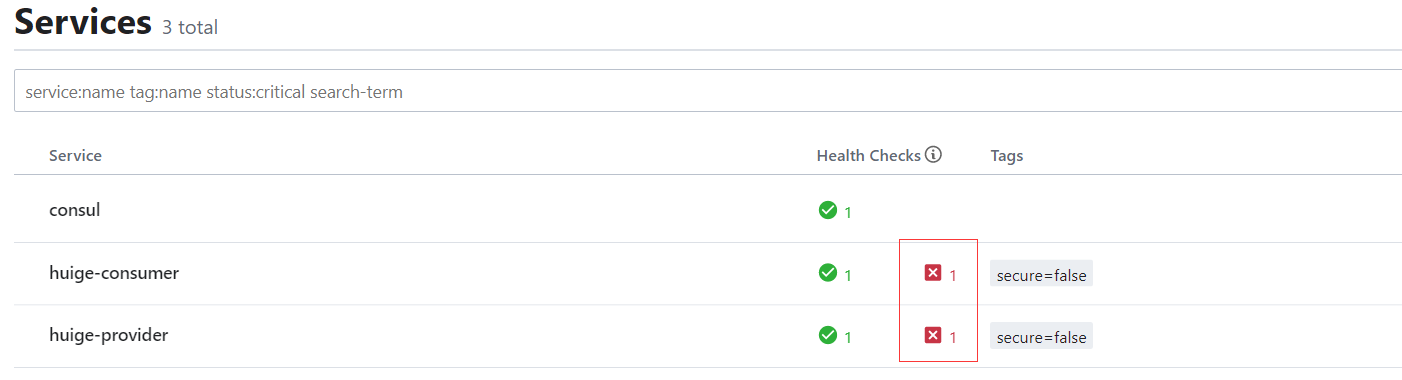 Services 3 total
service:name tag:name status:critical search-term
Service Health Checks Tags
consul 1
huige-consumer 1 1 secure=false
huige-provider 1 1 secure=false